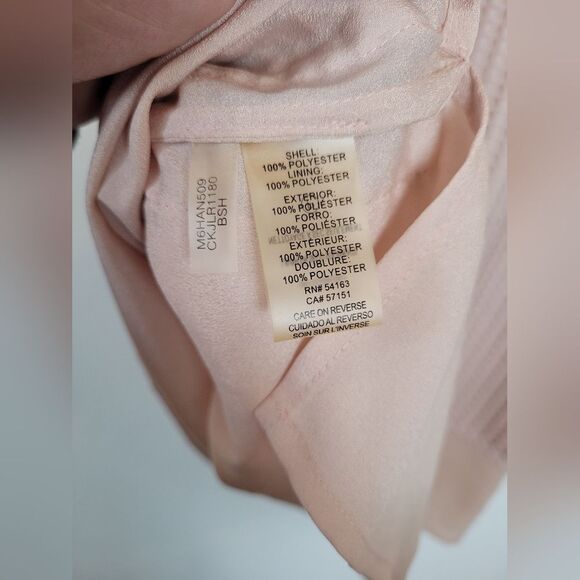 M6HAN509
CKJLR1180
BSH
SHELL:
100% POLYESTER
LINING:
100% POLYESTER
EXTERIOR:
100% POLIÉSTER
FORRO:
100% POLIÉSTER
EXTÉRIEUR:
100% POLYESTER
DOUBLURE:
100% POLYESTER
RN# 54163
CA# 57151
CARE ON REVERSE
CUIDADO AL REVERSO
SOIN SUR L'INVERSE